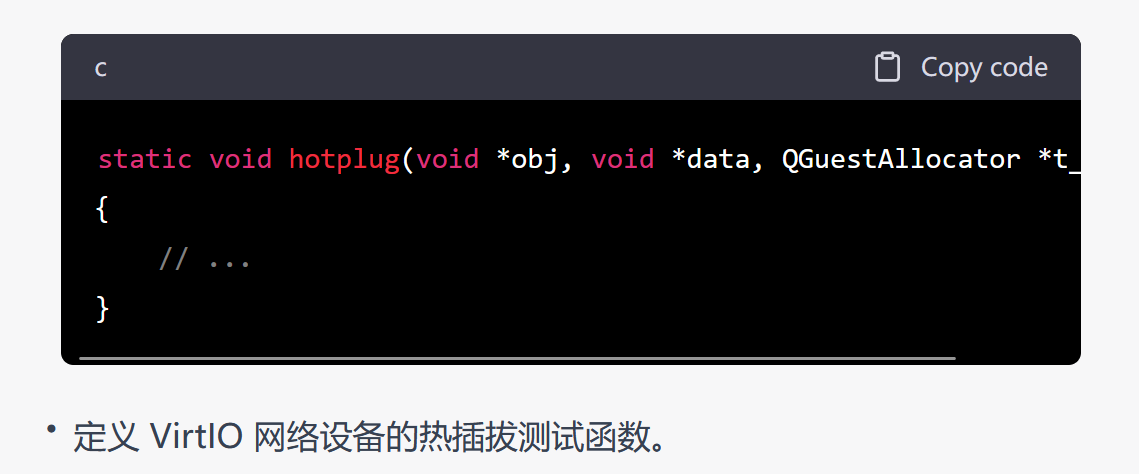 c
Copy code
static void hotplug(void *obj, void *data, QGuestAllocator *t_
{
// ...
}
• 定义 VirtIO 网络设备的热插拔测试函数。